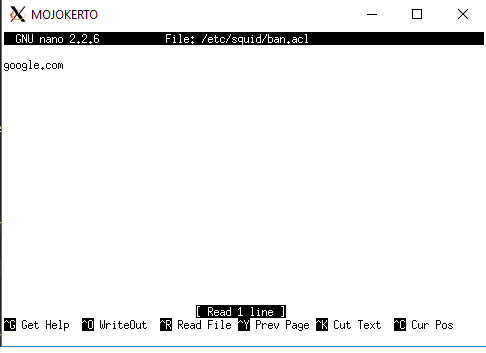 MOJOKERTO
GNU nano 2.2.6 File: /etc/squid/ban.acl
google.com
[ Read 1 line ]
^G Get Help ^O WriteOut ^R Read File ^Y Prev Page ^K Cut Text ^C Cur Pos